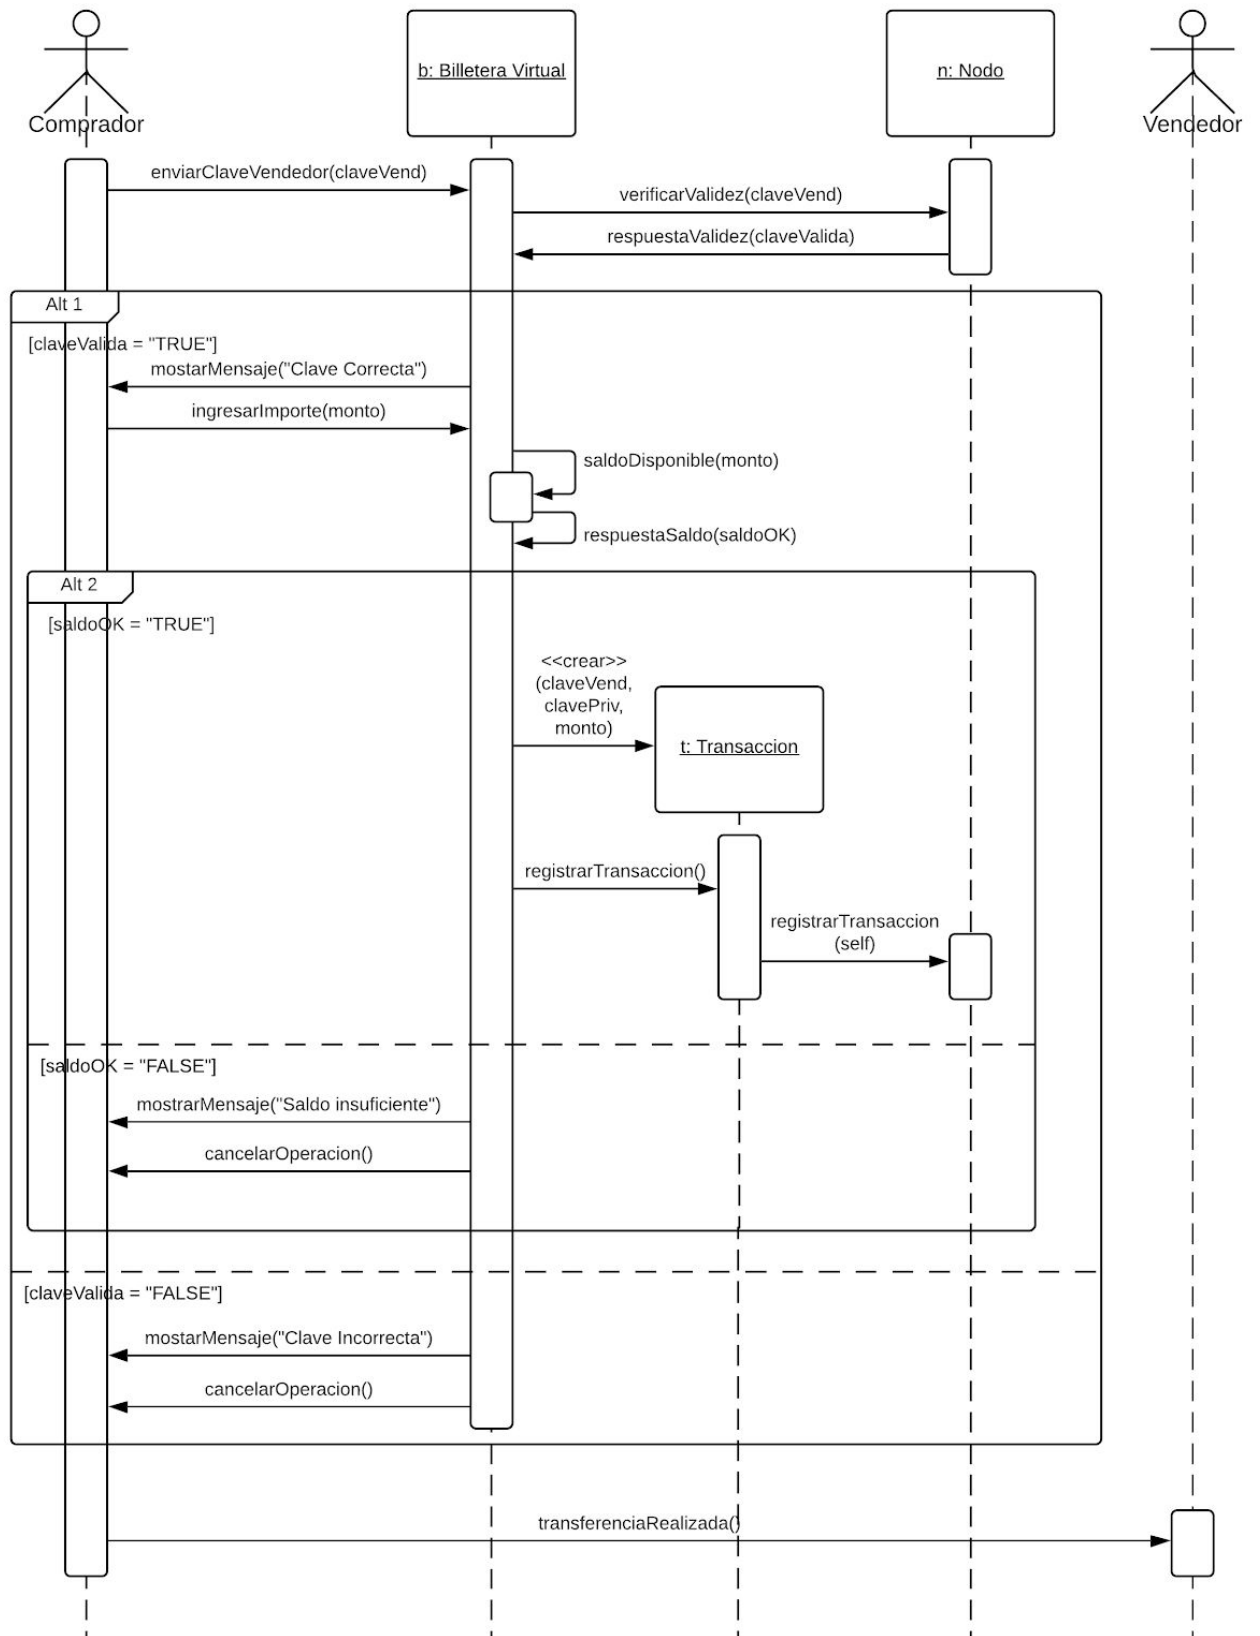 Comprador
b: Billetera Virtual
n: Nodo
Vendedor
enviarClaveVendedor(claveVend)
verificarValidez(claveVend)
respuestaValidez(claveValida)
Alt 1
[claveValida = "TRUE"]
mostarMensaje("Clave Correcta")
ingresarImporte(monto)
saldoDisponible(monto)
respuestaSaldo(saldoOK)
Alt 2
[saldoOK = "TRUE"]
<<crear>>
(claveVend,
clavePriv,
monto)
t: Transaccion
registrarTransaccion()
registrarTransaccion
(self)
[saldoOK = "FALSE"]
mostrarMensaje("Saldo insuficiente")
cancelarOperacion()
[claveValida = "FALSE"]
mostarMensaje("Clave Incorrecta")
cancelarOperacion()
transferenciaRealizada()